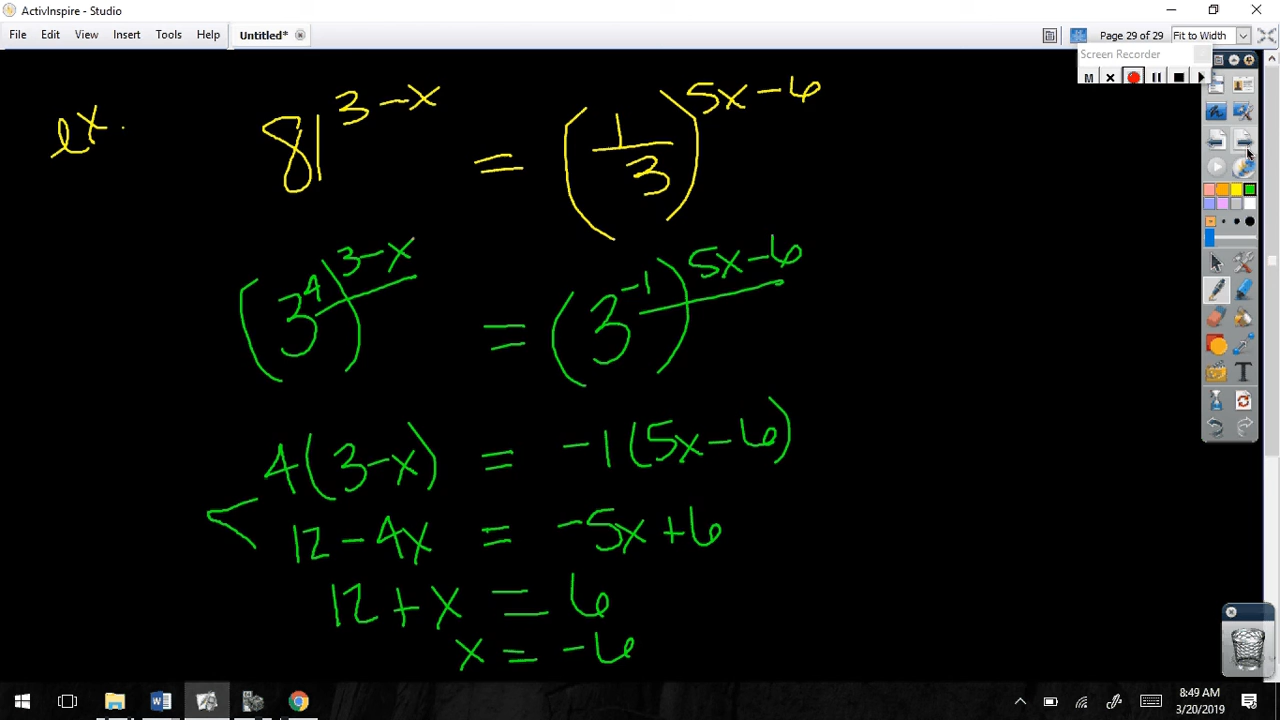 ActivInspire - Studio
File Edit View Insert Tools Help Untitled* Page 29 of 29 Fit to Width
Screen Recorder
M
ex. 81^(3-x) = (1/3)^(5x-6)
(3^4)^(3-x) = (3^-1)^(5x-6)
4(3-x) = -1(5x-6)
12-4x = -5x+6
12+x = 6
x = -6
T
8:49 AM
3/20/2019